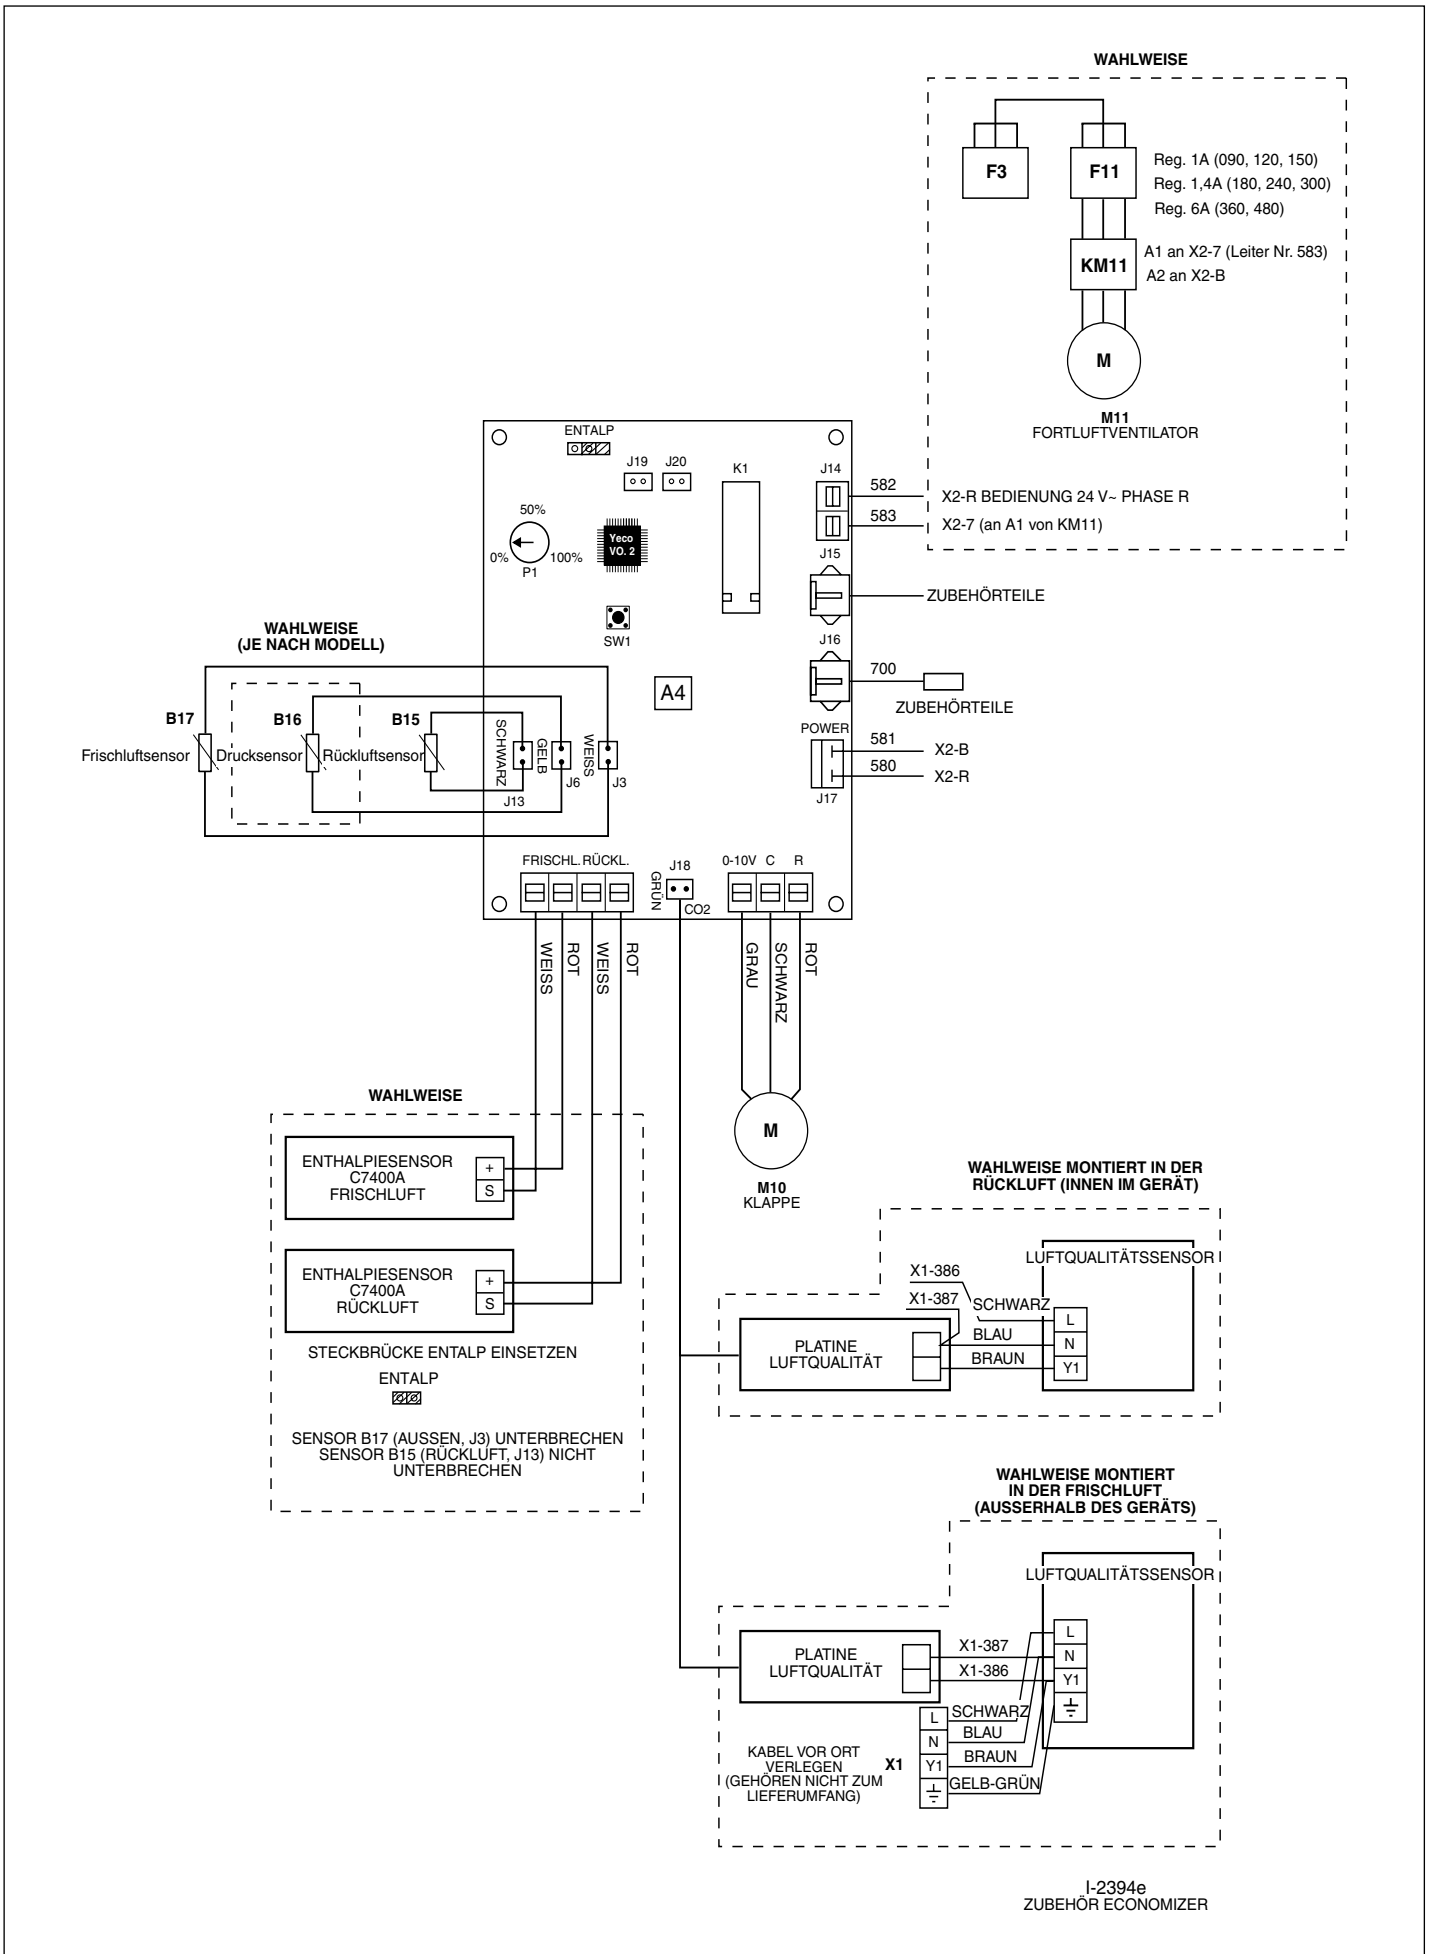 WAHLWEISE
F3
F11
Reg. 1A (090, 120, 150)
Reg. 1,4A (180, 240, 300)
Reg. 6A (360, 480)
KM11
A1 an X2-7 (Leiter Nr. 583)
A2 an X2-B
M
M11
FORTLUFTVENTILATOR
ENTALP
J19
J20
K1
J14
582
X2-R BEDIENUNG 24 V~ PHASE R
583
X2-7 (an A1 von KM11)
50%
0%
100%
P1
Yeco
VO. 2
J15
ZUBEHÖRTEILE
SW1
J16
700
ZUBEHÖRTEILE
WAHLWEISE
(JE NACH MODELL)
A4
B17
B16
B15
Frischluftsensor
Drucksensor
Rückluftsensor
SCHWARZ
GELB
WEISS
J13
J6
J3
POWER
581
X2-B
580
X2-R
J17
FRISCHL.
RÜCKL.
GRÜN
J18
CO2
0-10V
C
R
WEISS
ROT
WEISS
ROT
GRAU
SCHWARZ
ROT
M
M10
KLAPPE
WAHLWEISE
ENTHALPIESENSOR
C7400A
FRISCHLUFT
+
S
ENTHALPIESENSOR
C7400A
RÜCKLUFT
+
S
STECKBRÜCKE ENTALP EINSETZEN
ENTALP
SENSOR B17 (AUSSEN, J3) UNTERBRECHEN
SENSOR B15 (RÜCKLUFT, J13) NICHT
UNTERBRECHEN
WAHLWEISE MONTIERT IN DER
RÜCKLUFT (INNEN IM GERÄT)
LUFTQUALITÄTSSENSOR
X1-386
X1-387
SCHWARZ
L
BLAU
N
BRAUN
Y1
PLATINE
LUFTQUALITÄT
WAHLWEISE MONTIERT
IN DER FRISCHLUFT
(AUSSERHALB DES GERÄTS)
LUFTQUALITÄTSSENSOR
PLATINE
LUFTQUALITÄT
X1-387
X1-386
L
N
Y1
L
SCHWARZ
N
BLAU
Y1
BRAUN
GELB-GRÜN
X1
KABEL VOR ORT
VERLEGEN
(GEHÖREN NICHT ZUM
LIEFERUMFANG)
I-2394e
ZUBEHÖR ECONOMIZER